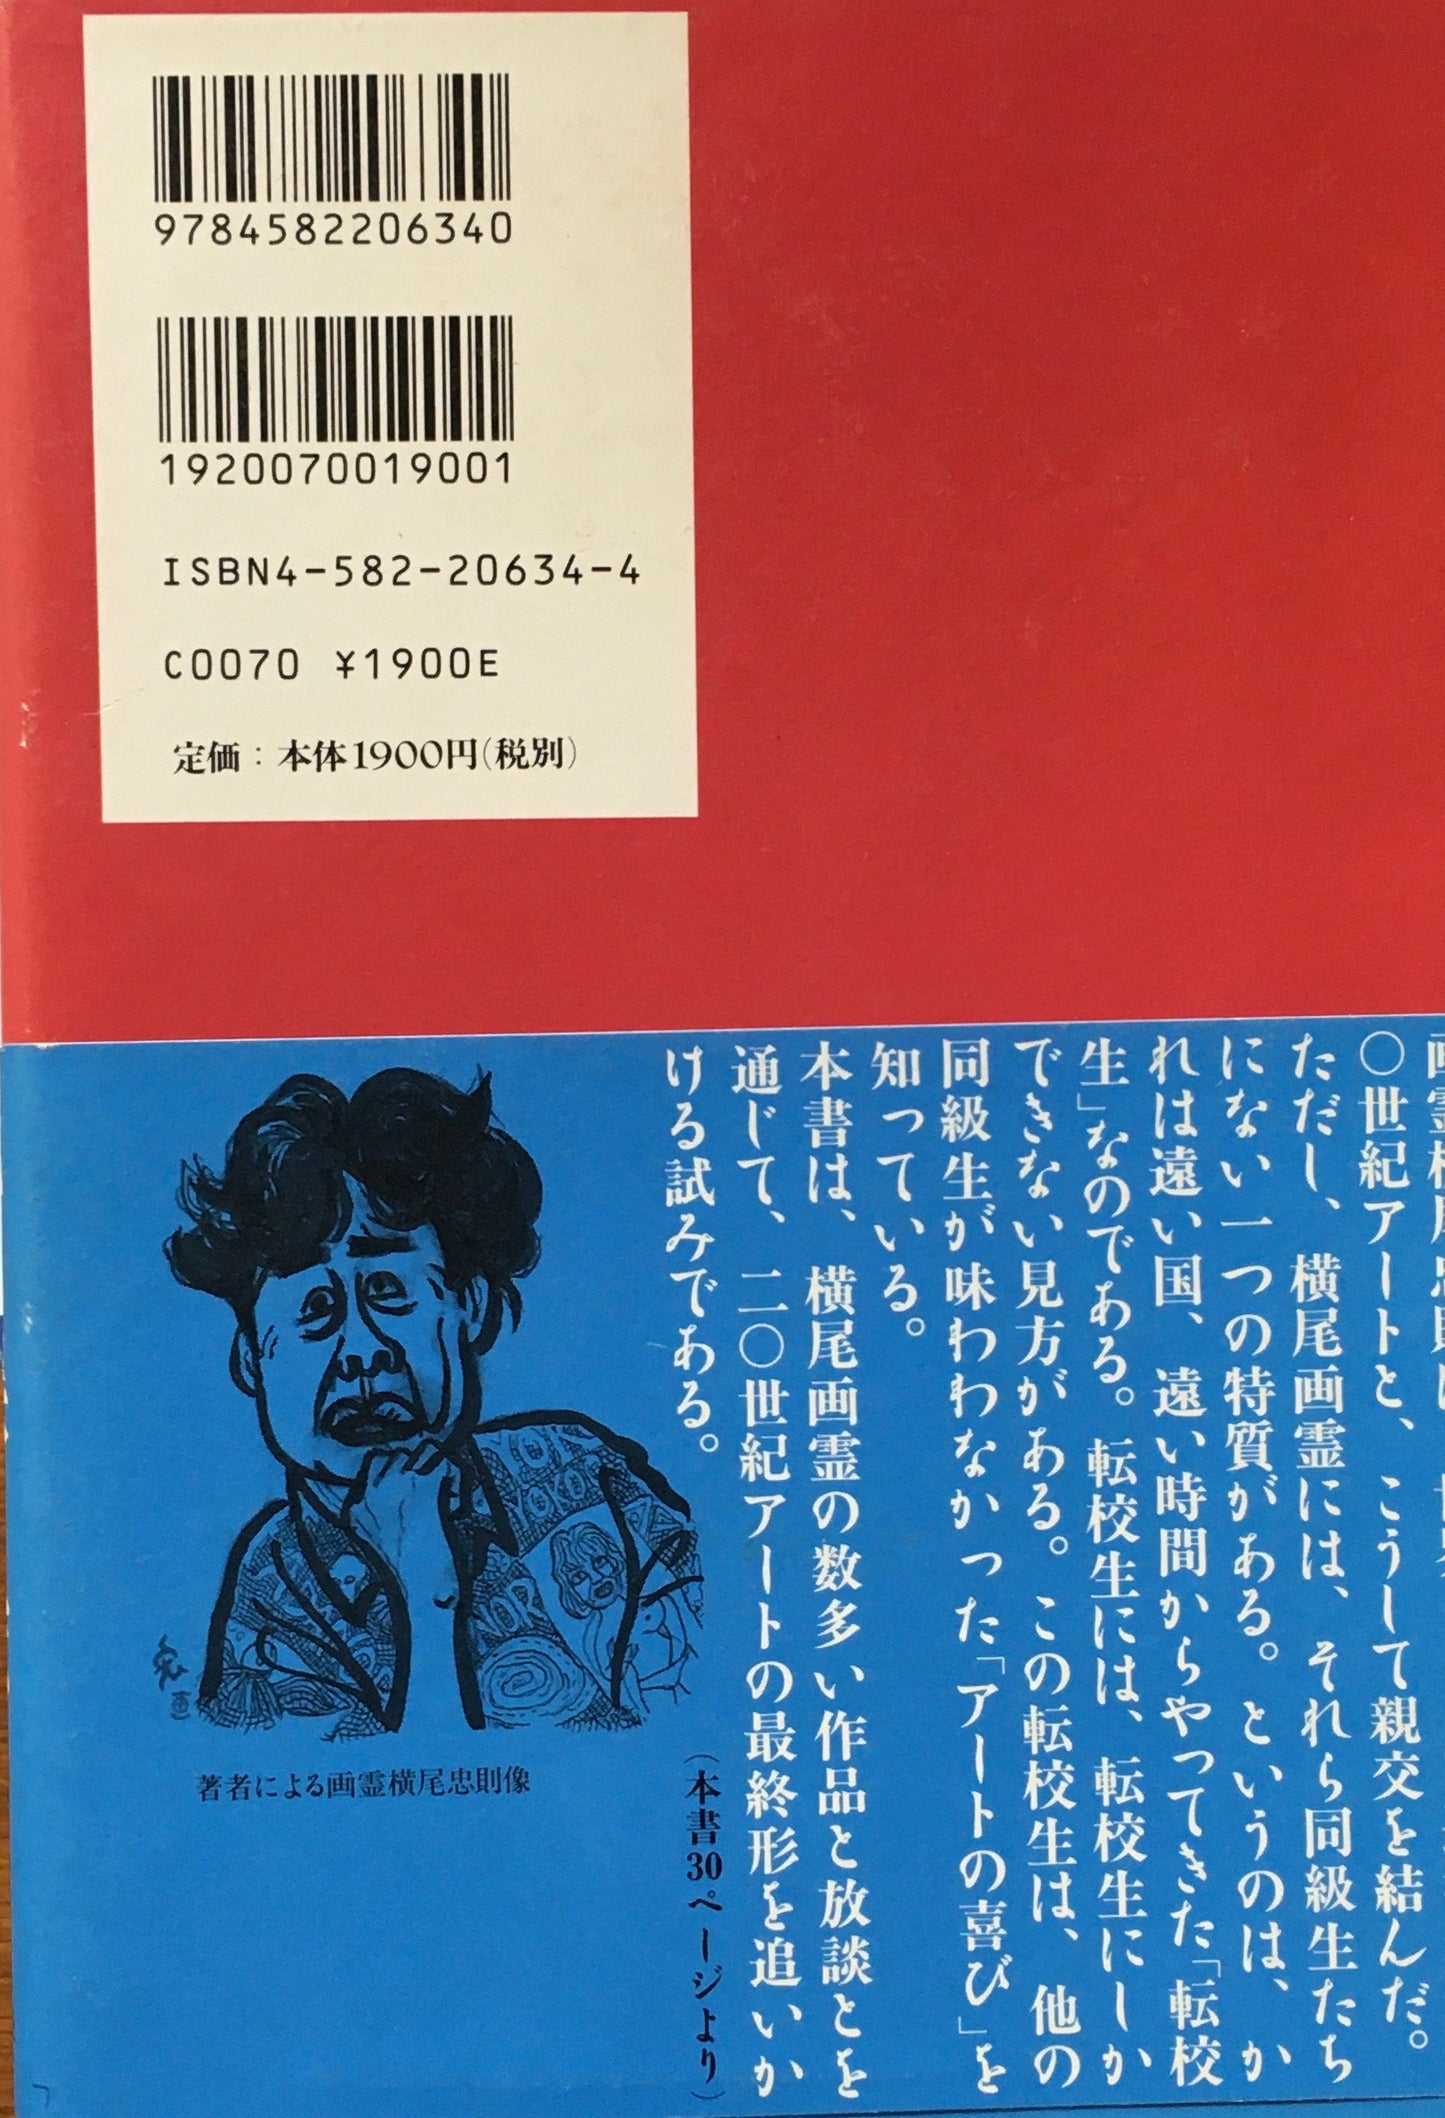 9784582206340
1920070019001
ISBN4-582-20634-4
C0070 ¥1900E
定価：本体1900円（税別）
〇世紀アートと、こうして親交を結んだ。
ただし、横尾画霊には、それら同級生たち
にない一つの特質がある。というのは、か
れは遠い国、遠い時間からやってきた「転校
生」なのである。転校生には、転校生にしか
できない見方がある。この転校生は、他の
同級生が味わわなかった「アートの喜び」を
知っている。
本書は、横尾画霊の数多い作品と放談とを
通じて、二〇世紀アートの最終形を追いか
ける試みである。
（本書30ページより）
著者による画霊横尾忠則像